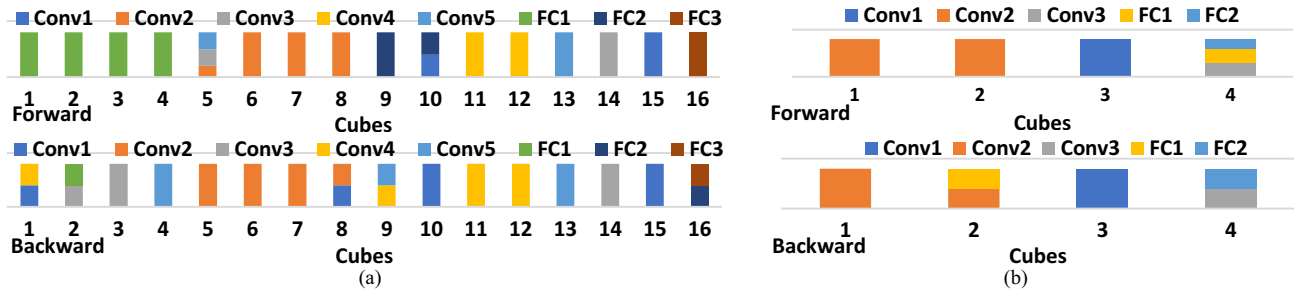 Conv1 Conv2 Conv3 Conv4 Conv5 FC1 FC2 FC3
1 2 3 4 5 6 7 8 9 10 11 12 13 14 15 16
Forward
Cubes
Conv1 Conv2 Conv3 Conv4 Conv5 FC1 FC2 FC3
1 2 3 4 5 6 7 8 9 10 11 12 13 14 15 16
Backward
Cubes
(a)
Conv1 Conv2 Conv3 FC1 FC2
1 2 3 4
Forward
Cubes
Conv1 Conv2 Conv3 FC1 FC2
1 2 3 4
Backward
Cubes
(b)